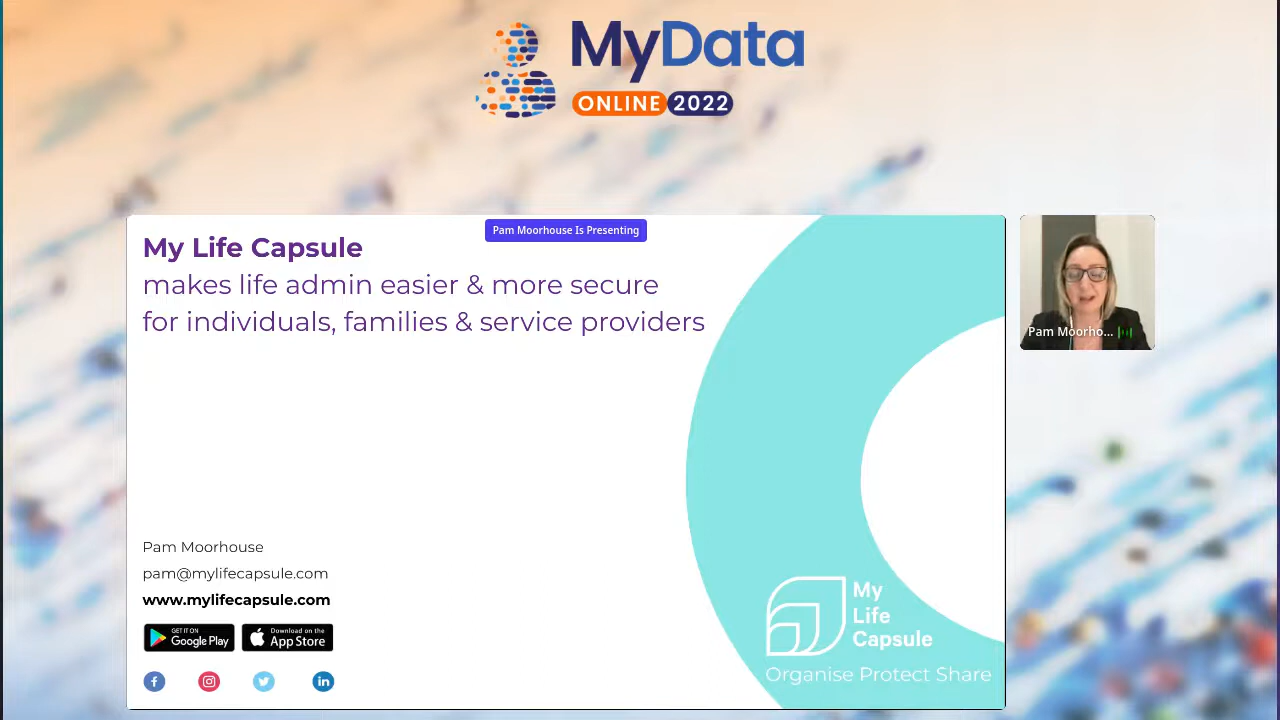 MyData
ONLINE 2022
Pam Moorhouse Is Presenting
My Life Capsule
makes life admin easier & more secure
for individuals, families & service providers
Pam Moorho...
Pam Moorhouse
pam@mylifecapsule.com
www.mylifecapsule.com
GET IT ON
Google Play
Download on the
App Store
f
in
My
Life
Capsule
Organise Protect Share